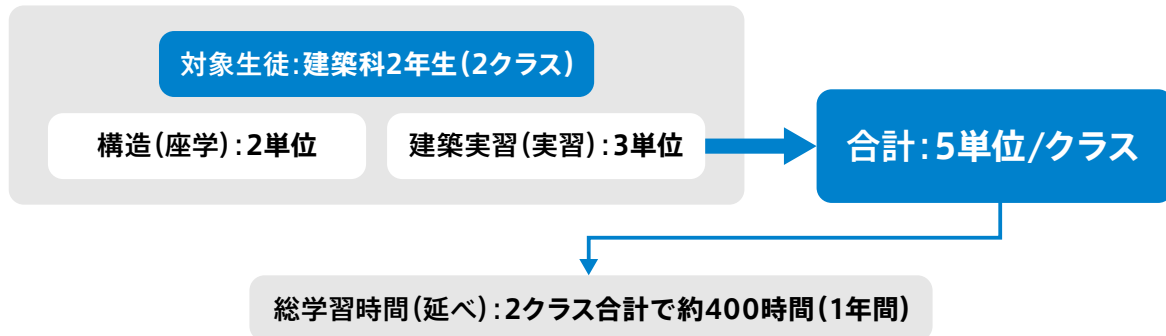 対象生徒:建築科2年生(2クラス)
構造(座学):2単位
建築実習(実習):3単位
合計:5単位/クラス
総学習時間(延べ):2クラス合計で約400時間(1年間)